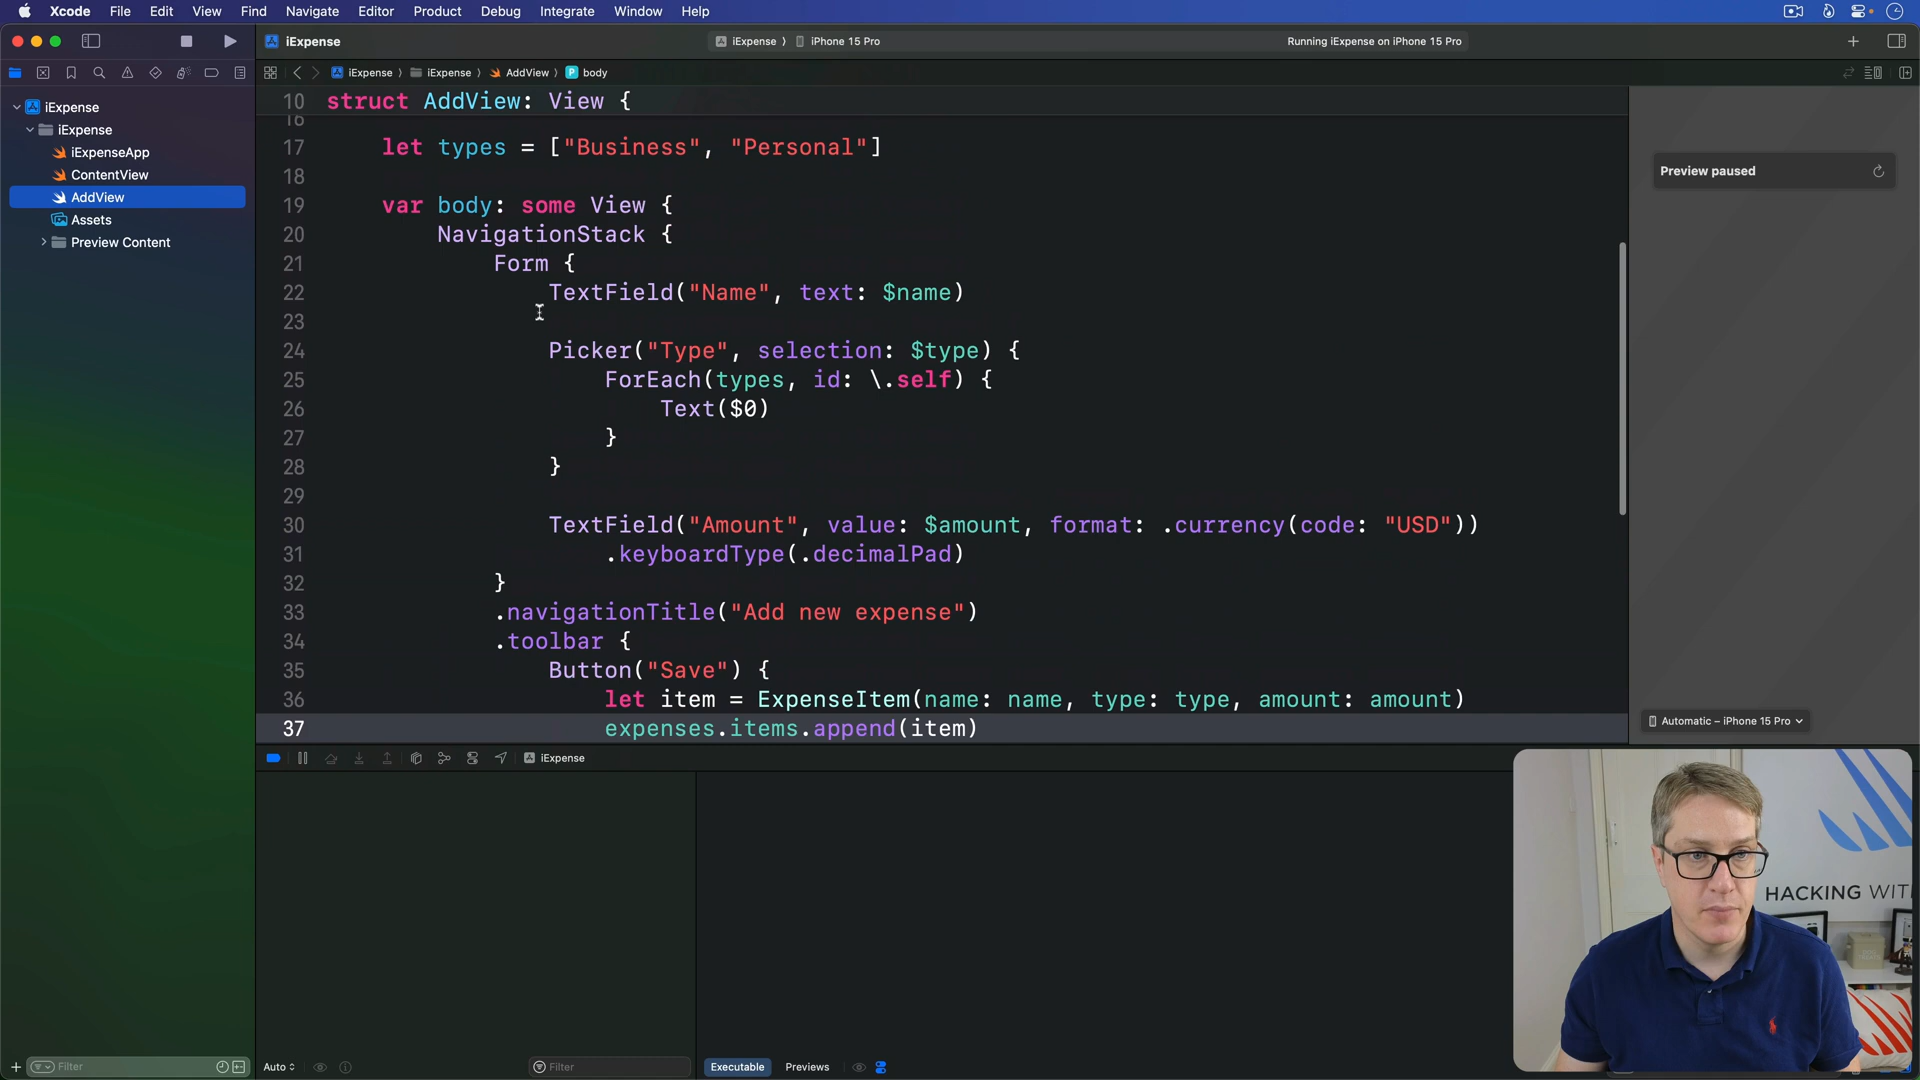 Xcode File Edit View Find Navigate Editor Product Debug Integrate Window Help
iExpense
iExpense iPhone 15 Pro
Running iExpense on iPhone 15 Pro
iExpense iExpense AddView body
iExpense
iExpense
iExpenseApp
ContentView
AddView
Assets
Preview Content
10 struct AddView: View {
16
17 let types = ["Business", "Personal"]
18
19 var body: some View {
20 NavigationStack {
21 Form {
22 TextField("Name", text: $name)
23
24 Picker("Type", selection: $type) {
25 ForEach(types, id: \.self) {
26 Text($0)
27 }
28 }
29
30 TextField("Amount", value: $amount, format: .currency(code: "USD"))
31 .keyboardType(.decimalPad)
32 }
33 .navigationTitle("Add new expense")
34 .toolbar {
35 Button("Save") {
36 let item = ExpenseItem(name: name, type: type, amount: amount)
37 expenses.items.append(item)
Preview paused
Automatic – iPhone 15 Pro
iExpense
HACKING WIT
Filter
Auto
Filter
Executable Previews